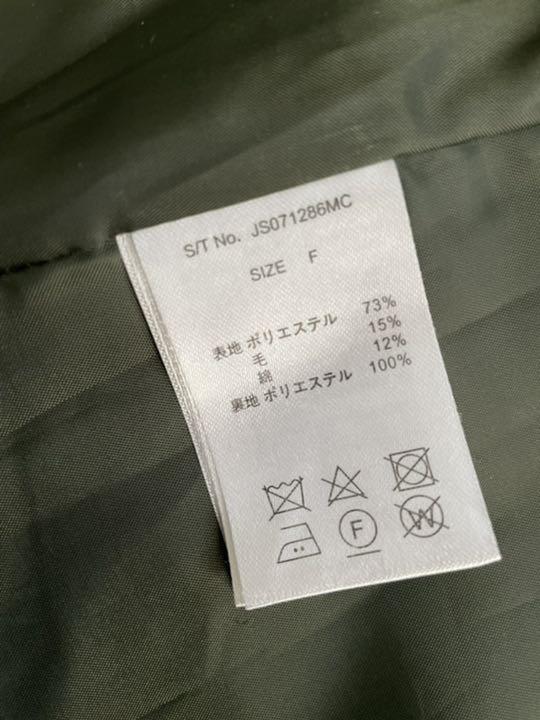 S/T No. JS071286MC
SIZE F
表地 ポリエステル 73%
毛 15%
綿 12%
裏地 ポリエステル 100%
F
W